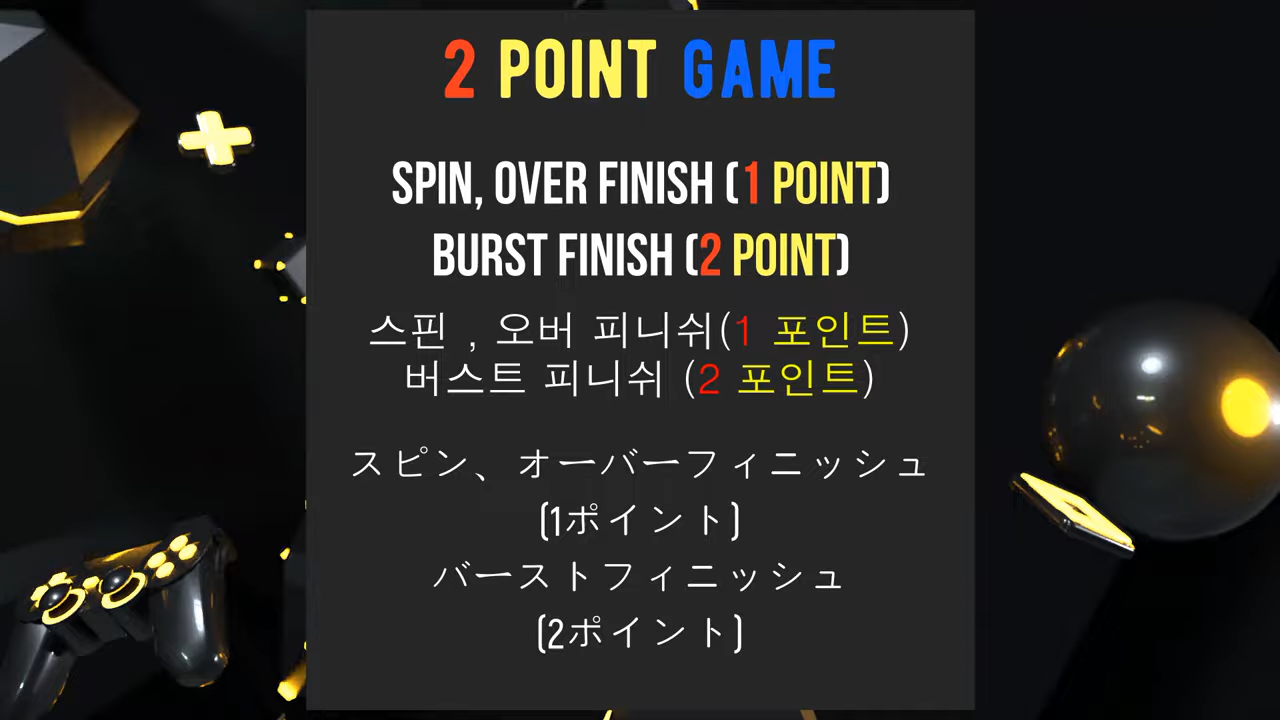 2 POINT GAME
SPIN, OVER FINISH (1 POINT)
BURST FINISH (2 POINT)
스핀 , 오버 피니쉬(1 포인트)
버스트 피니쉬 (2 포인트)
スピン、オーバーフィニッシュ
(1ポイント)
バーストフィニッシュ
(2ポイント)